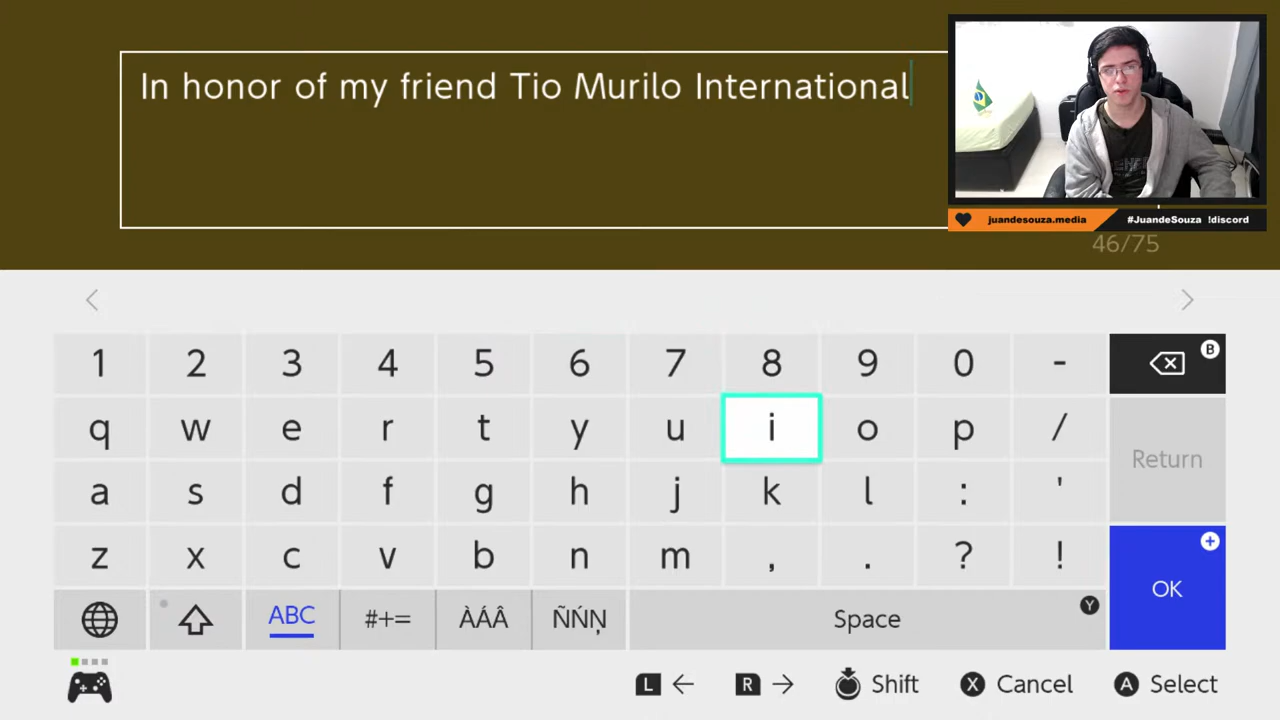 In honor of my friend Tio Murilo International
juandesouza.media #JuandeSouza !discord
46/75
1 2 3 4 5 6 7 8 9 0 - B
q w e r t y u i o p /
Return
a s d f g h j k l : '
z x c v b n m , . ? ! +
OK
ABC #+= ÀÁÂ ÑŃŅ Space Y
L ← R → Shift X Cancel A Select